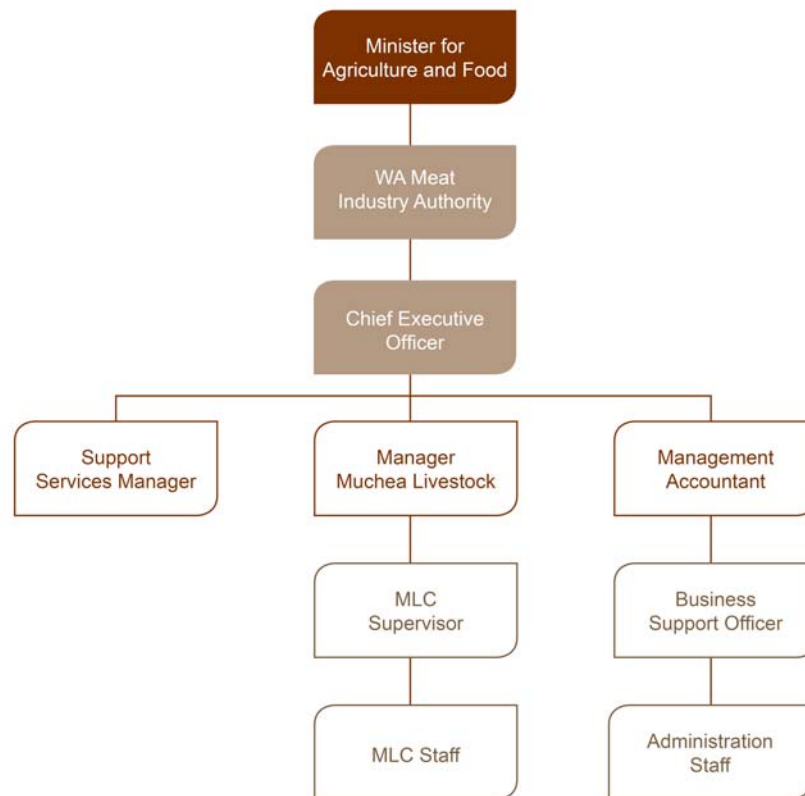 Minister for
Agriculture and Food
WA Meat
Industry Authority
Chief Executive
Officer
Support
Services Manager
Manager
Muchea Livestock
Management
Accountant
MLC
Supervisor
Business
Support Officer
MLC Staff
Administration
Staff